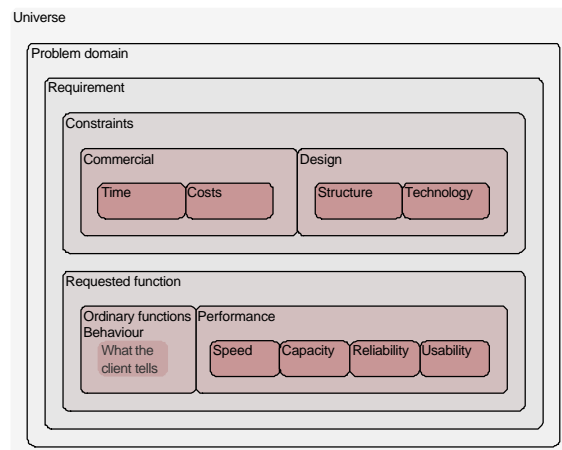 Universe
Problem domain
Requirement
Constraints
Commercial
Design
Time
Costs
Structure
Technology
Requested function
Ordinary functions
Behaviour
What the
client tells
Performance
Speed
Capacity
Reliability
Usability